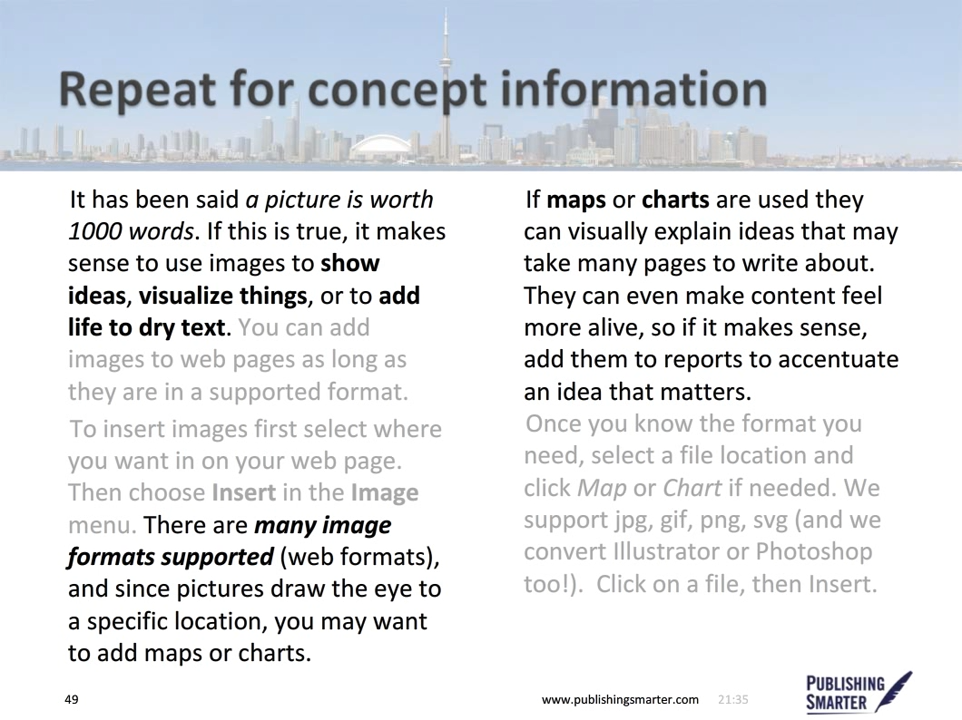 Repeat for concept information
It has been said a picture is worth
1000 words. If this is true, it makes
sense to use images to show
ideas, visualize things, or to add
life to dry text. You can add
images to web pages as long as
they are in a supported format.
To insert images first select where
you want in on your web page.
Then choose Insert in the Image
menu. There are many image
formats supported (web formats),
and since pictures draw the eye to
a specific location, you may want
to add maps or charts.
If maps or charts are used they
can visually explain ideas that may
take many pages to write about.
They can even make content feel
more alive, so if it makes sense,
add them to reports to accentuate
an idea that matters.
Once you know the format you
need, select a file location and
click Map or Chart if needed. We
support jpg, gif, png, svg (and we
convert Illustrator or Photoshop
too!).  Click on a file, then Insert.
49
www.publishingsmarter.com
21:35
PUBLISHING
SMARTER